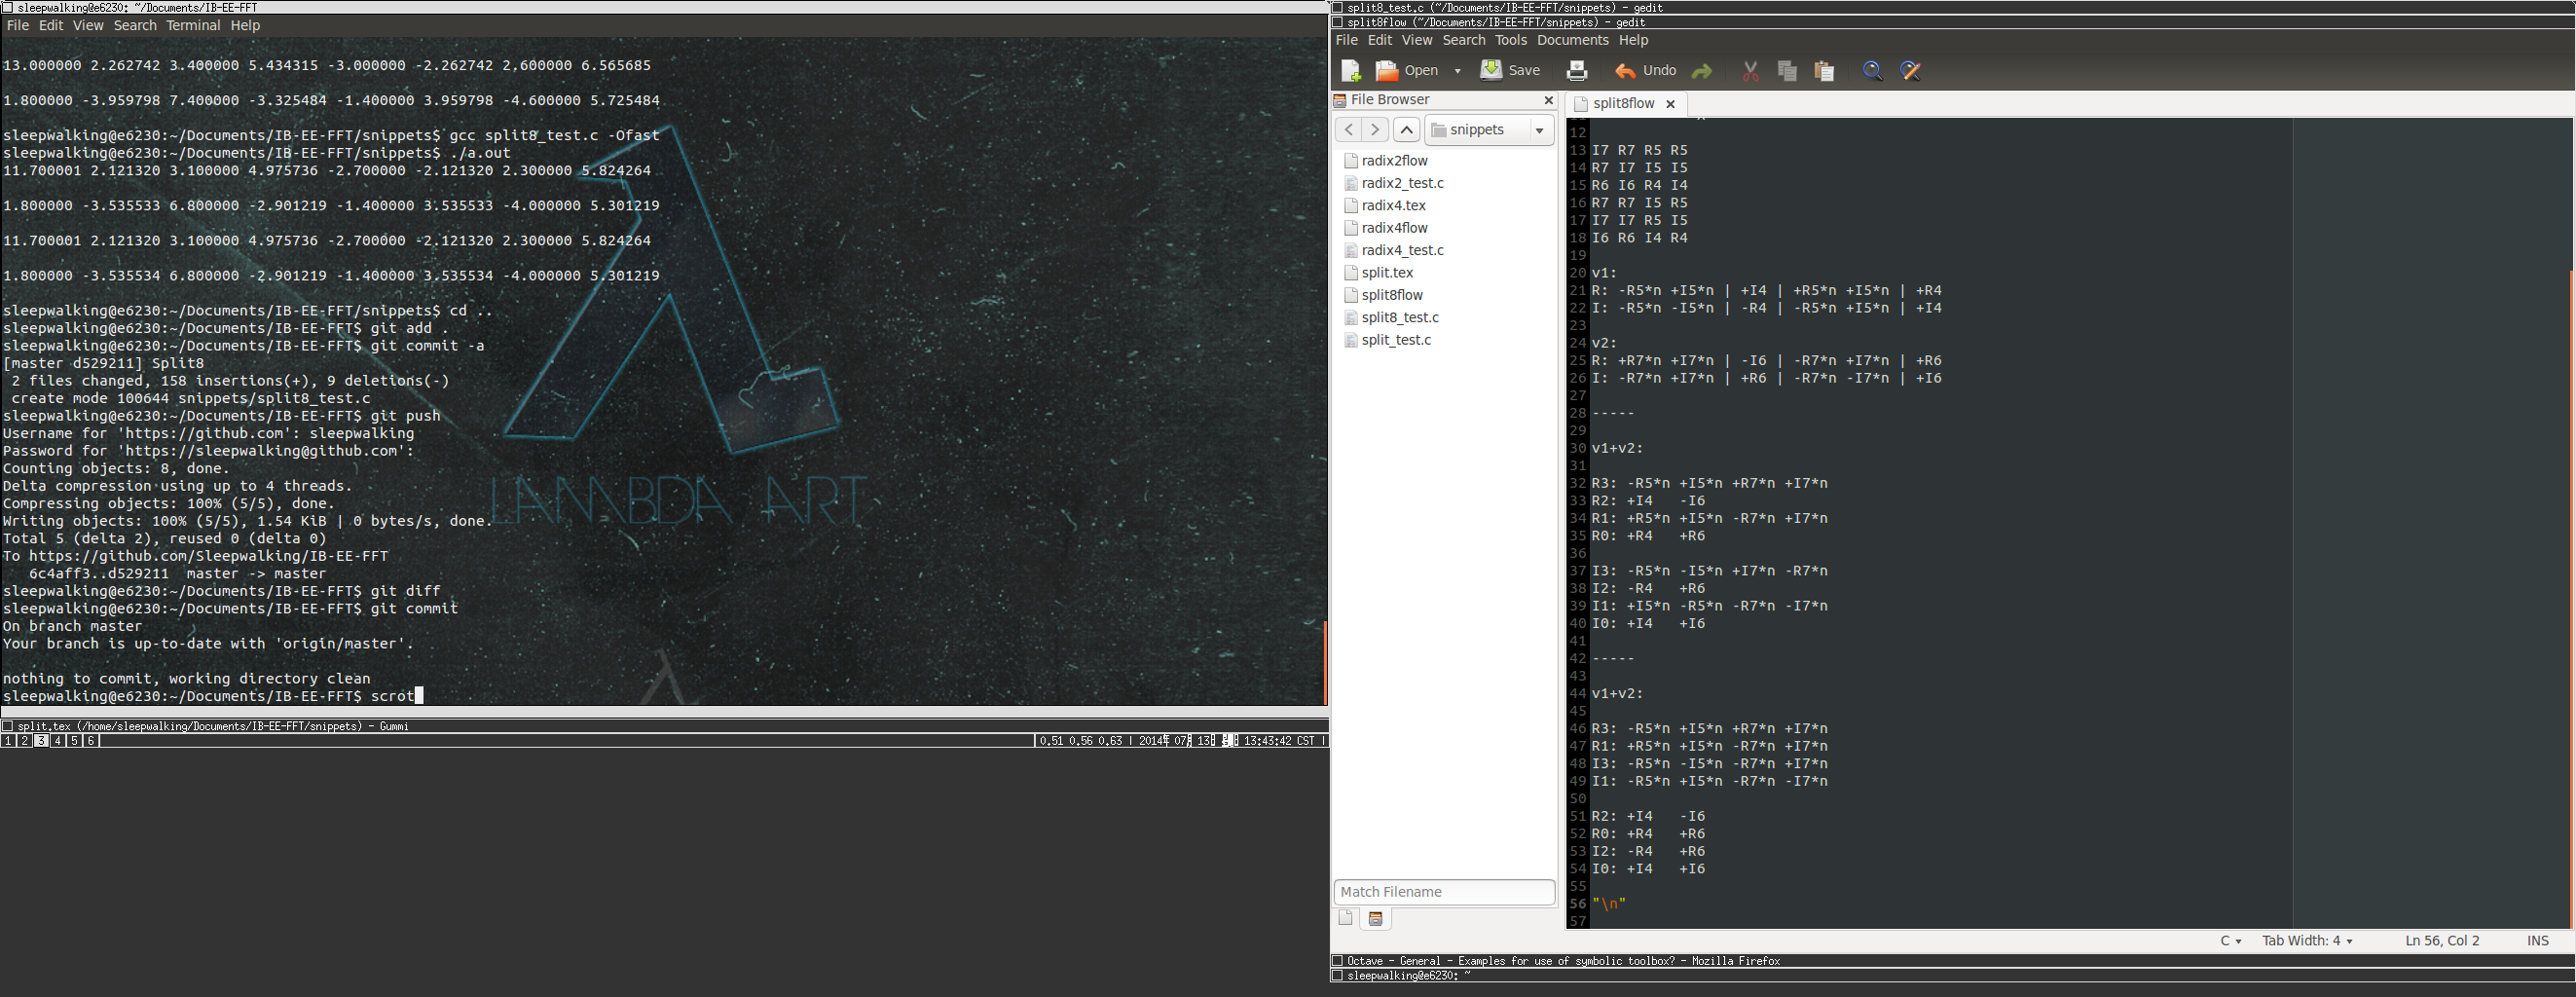 sleepwalking@e6230: ~/Documents/IB-EE-FFT
File Edit View Search Terminal Help
13.000000 2.262742 3.400000 5.434315 -3.000000 -2.262742 2.600000 6.565685
1.800000 -3.959798 7.400000 -3.325484 -1.400000 3.959798 -4.600000 5.725484
sleepwalking@e6230:~/Documents/IB-EE-FFT/snippets$ gcc split8_test.c -Ofast
sleepwalking@e6230:~/Documents/IB-EE-FFT/snippets$ ./a.out
11.700000 2.121320 3.100000 4.975736 -2.700000 -2.121320 2.300000 5.824264
1.800000 -3.535533 6.800000 -2.901219 -1.400000 3.535533 -4.000000 5.301219
11.700001 2.121320 3.100000 4.975736 -2.700000 -2.121320 2.300000 5.824264
1.800000 -3.535534 6.800000 -2.901219 -1.400000 3.535534 -4.000000 5.301219
sleepwalking@e6230:~/Documents/IB-EE-FFT/snippets$ cd ..
sleepwalking@e6230:~/Documents/IB-EE-FFT$ git add .
sleepwalking@e6230:~/Documents/IB-EE-FFT$ git commit -a
[master d529211] Split8
2 files changed, 158 insertions(+), 9 deletions(-)
create mode 100644 snippets/split8_test.c
sleepwalking@e6230:~/Documents/IB-EE-FFT$ git push
Username for 'https://github.com': sleepwalking
Password for 'https://sleepwalking@github.com':
Counting objects: 8, done.
Delta compression using up to 4 threads.
Compressing objects: 100% (5/5), done.
Writing objects: 100% (5/5), 1.54 KiB | 0 bytes/s, done.
Total 5 (delta 2), reused 0 (delta 0)
To https://github.com/Sleepwalking/IB-EE-FFT
6c4aff3..d529211 master -> master
sleepwalking@e6230:~/Documents/IB-EE-FFT$ git diff
sleepwalking@e6230:~/Documents/IB-EE-FFT$ git commit
On branch master
Your branch is up-to-date with 'origin/master'.
nothing to commit, working directory clean
sleepwalking@e6230:~/Documents/IB-EE-FFT$ scrot
LAMBDA ART
split.tex (/home/sleepwalking/Documents/IB-EE-FFT/snippets) - Gummi
1 2 3 4 5 6
0.51 0.56 0.63 | 2014年 07 13 13:43:42 CST |
split8_test.c (~/Documents/IB-EE-FFT/snippets) - gedit
split8flow (~/Documents/IB-EE-FFT/snippets) - gedit
File Edit View Search Tools Documents Help
Open Save Undo
File Browser
snippets
radix2flow
radix2_test.c
radix4.tex
radix4flow
radix4_test.c
split.tex
split8flow
split8_test.c
split_test.c
Match Filename
split8flow
12
13 I7 R7 R5 R5
14 R7 I7 I5 I5
15 R6 I6 R4 I4
16 R7 R7 I5 R5
17 I7 I7 R5 I5
18 I6 R6 I4 R4
19
20 v1:
21 R: -R5*n +I5*n | +I4 | +R5*n +I5*n | +R4
22 I: -R5*n -I5*n | -R4 | -R5*n +I5*n | +I4
23
24 v2:
25 R: +R7*n +I7*n | -I6 | -R7*n +I7*n | +R6
26 I: -R7*n +I7*n | +R6 | -R7*n -I7*n | +I6
27
28 -----
29
30 v1+v2:
31
32 R3: -R5*n +I5*n +R7*n +I7*n
33 R2: +I4 -I6
34 R1: +R5*n +I5*n -R7*n +I7*n
35 R0: +R4 +R6
36
37 I3: -R5*n -I5*n +I7*n -R7*n
38 I2: -R4 +R6
39 I1: +I5*n -R5*n -R7*n -I7*n
40 I0: +I4 +I6
41
42 -----
43
44 v1+v2:
45
46 R3: -R5*n +I5*n +R7*n +I7*n
47 R1: +R5*n +I5*n -R7*n +I7*n
48 I3: -R5*n -I5*n -R7*n +I7*n
49 I1: -R5*n +I5*n -R7*n -I7*n
50
51 R2: +I4 -I6
52 R0: +R4 +R6
53 I2: -R4 +R6
54 I0: +I4 +I6
55
56 "\n"
57
C Tab Width: 4 Ln 56, Col 2 INS
Octave - General - Examples for use of symbolic toolbox? - Mozilla Firefox
sleepwalking@e6230: ~